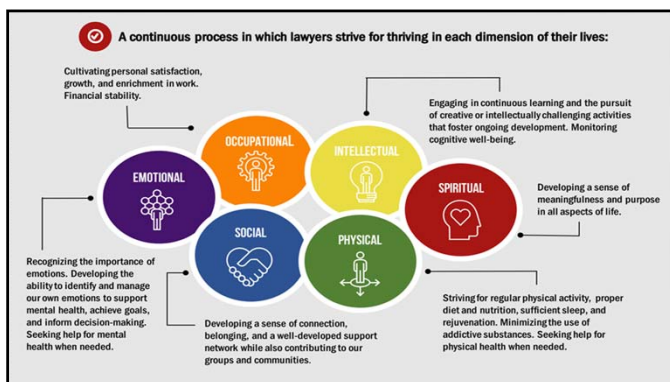 A continuous process in which lawyers strive for thriving in each dimension of their lives:
Cultivating personal satisfaction,
growth, and enrichment in work.
Financial stability.
Engaging in continuous learning and the pursuit
of creative or intellectually challenging activities
that foster ongoing development. Monitoring
cognitive well-being.
OCCUPATIONAL
INTELLECTUAL
EMOTIONAL
SPIRITUAL
Developing a sense of
meaningfulness and purpose
in all aspects of life.
SOCIAL
PHYSICAL
Recognizing the importance of
emotions. Developing the
ability to identify and manage
our own emotions to support
mental health, achieve goals,
and inform decision-making.
Seeking help for mental
health when needed.
Developing a sense of connection,
belonging, and a well-developed support
network while also contributing to our
groups and communities.
Striving for regular physical activity, proper
diet and nutrition, sufficient sleep, and
rejuvenation. Minimizing the use of
addictive substances. Seeking help for
physical health when needed.